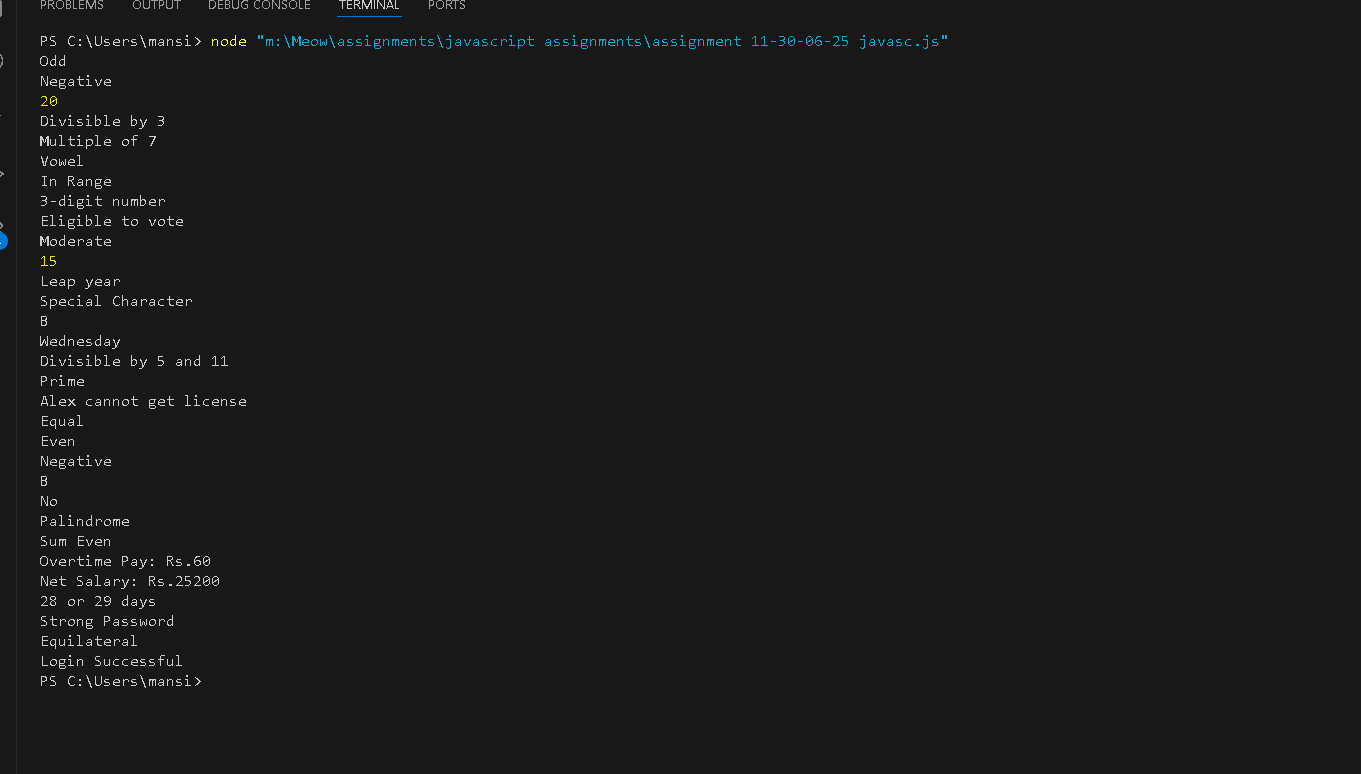 PROBLEMS OUTPUT DEBUG CONSOLE TERMINAL PORTS
PS C:\Users\mansi> node "m:\Meow\assignments\javascript assignments\assignment 11-30-06-25 javasc.js"
Odd
Negative
20
Divisible by 3
Multiple of 7
Vowel
In Range
3-digit number
Eligible to vote
Moderate
15
Leap year
Special Character
B
Wednesday
Divisible by 5 and 11
Prime
Alex cannot get license
Equal
Even
Negative
B
No
Palindrome
Sum Even
Overtime Pay: Rs.60
Net Salary: Rs.25200
28 or 29 days
Strong Password
Equilateral
Login Successful
PS C:\Users\mansi>